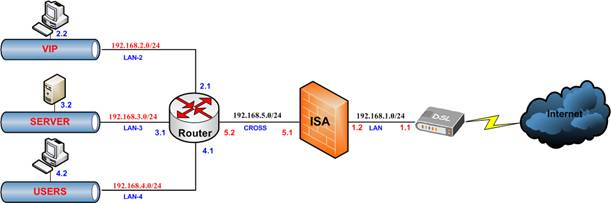 2.2
VIP
192.168.2.0/24
LAN-2
2.1
3.2
SERVER
192.168.3.0/24
LAN-3
3.1
Router
5.2
192.168.5.0/24
CROSS
5.1
ISA
1.2
192.168.1.0/24
LAN
1.1
DSL
Internet
4.2
USERS
192.168.4.0/24
LAN-4
4.1